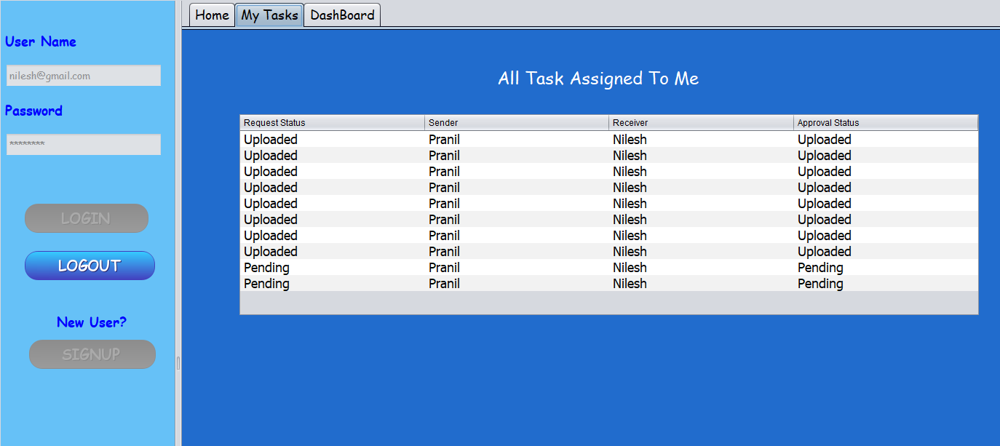 Home My Tasks DashBoard
User Name
nilesh@gmail.com
Password
********
LOGIN
LOGOUT
New User?
SIGNUP
All Task Assigned To Me
Request Status Sender Receiver Approval Status
Uploaded Pranil Nilesh Uploaded
Uploaded Pranil Nilesh Uploaded
Uploaded Pranil Nilesh Uploaded
Uploaded Pranil Nilesh Uploaded
Uploaded Pranil Nilesh Uploaded
Uploaded Pranil Nilesh Uploaded
Uploaded Pranil Nilesh Uploaded
Uploaded Pranil Nilesh Uploaded
Pending Pranil Nilesh Pending
Pending Pranil Nilesh Pending